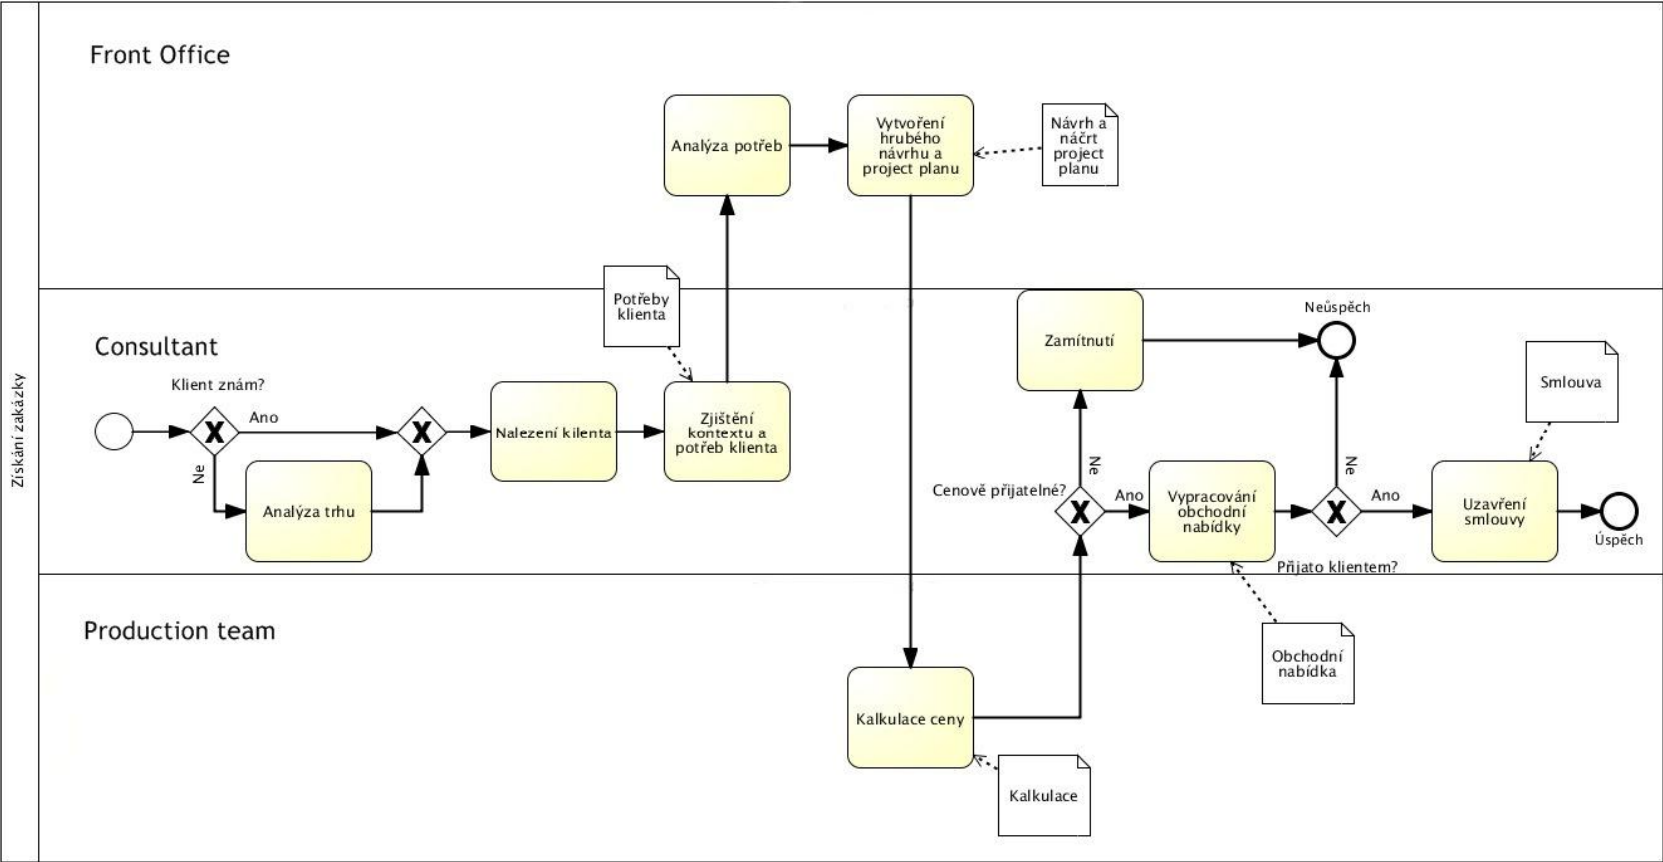 Získání zakázky
Front Office
Analýza potřeb
Vytvoření
hrubého
návrhu a
project planu
Návrh a
náčrt
project
planu
Consultant
Klient znám?
Ano
Ne
Analýza trhu
Nalezení kilenta
Potřeby
klienta
Zjištění
kontextu a
potřeb klienta
Zamítnutí
Neůspěch
Cenově přijatelné?
Ne
Ano
Vypracování
obchodní
nabídky
Ne
Ano
Přijato klientem?
Smlouva
Uzavření
smlouvy
Úspěch
Production team
Kalkulace ceny
Kalkulace
Obchodní
nabídka